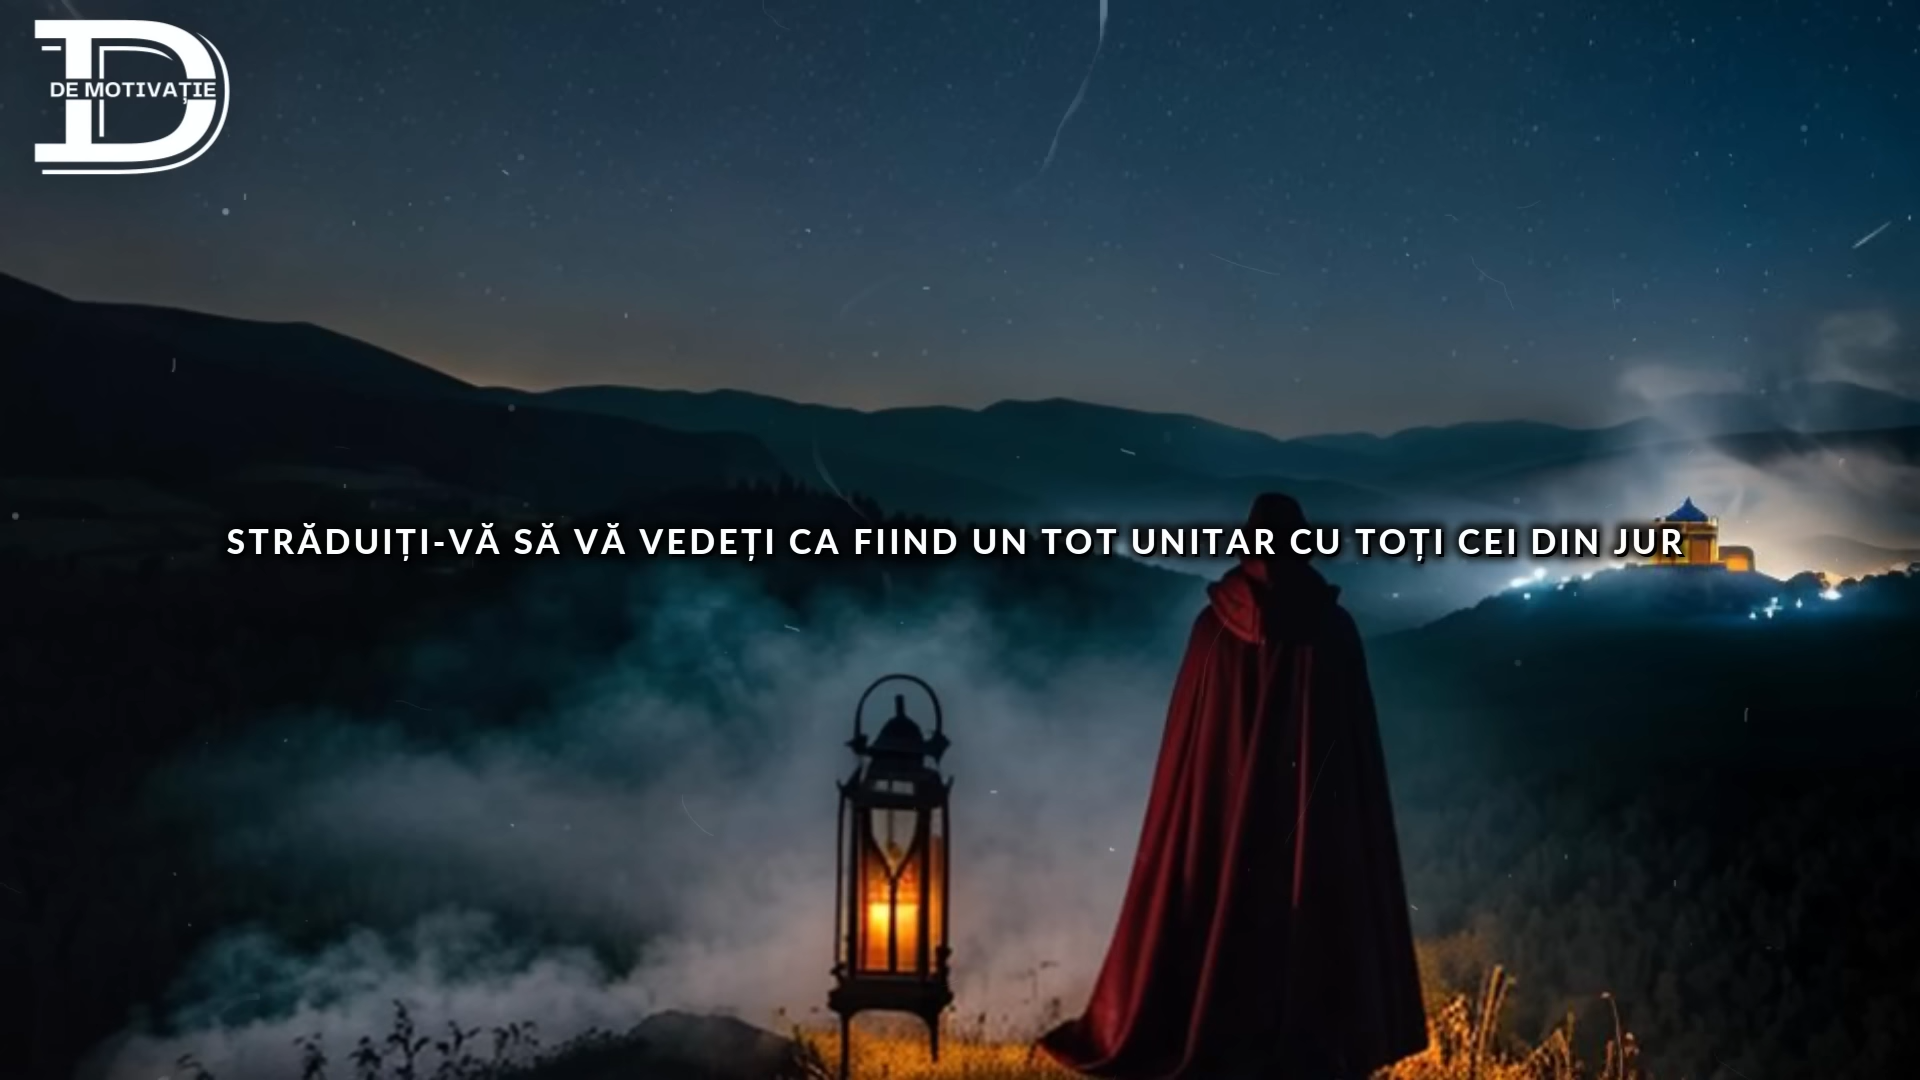 DE MOTIVAȚIE
STRĂDUIȚI-VĂ SĂ VĂ VEDEȚI CA FIIND UN TOT UNITAR CU TOȚI CEI DIN JUR